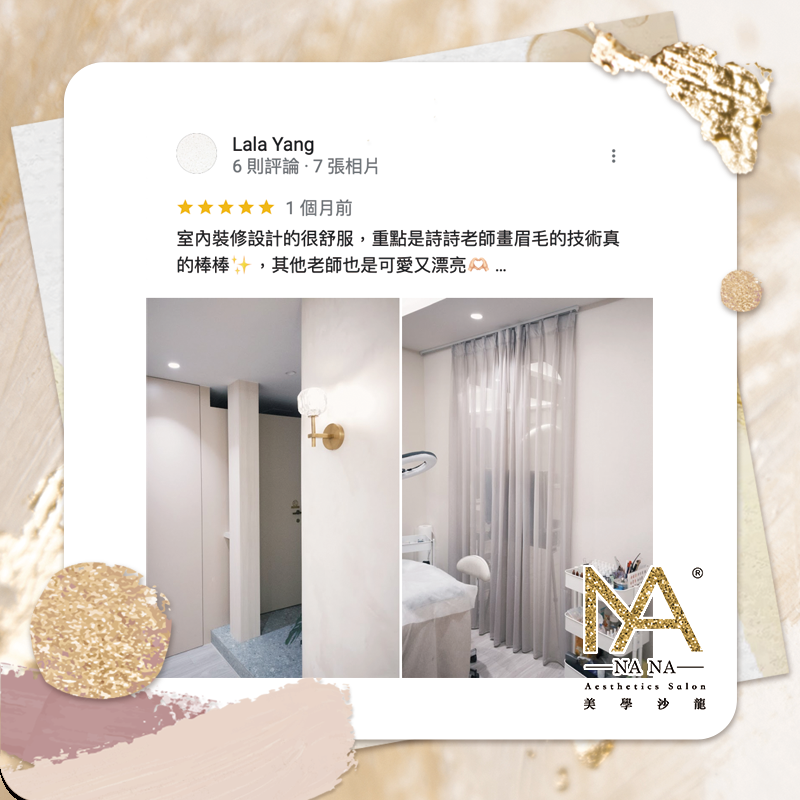 Lala Yang
6 則評論 · 7 張相片
★★★★★ 1 個月前
室內裝修設計的很舒服，重點是詩詩老師畫眉毛的技術真
的棒棒✨，其他老師也是可愛又漂亮🫶🏻 ...
NA ®
NA NA
Aesthetics Salon
美學沙龍